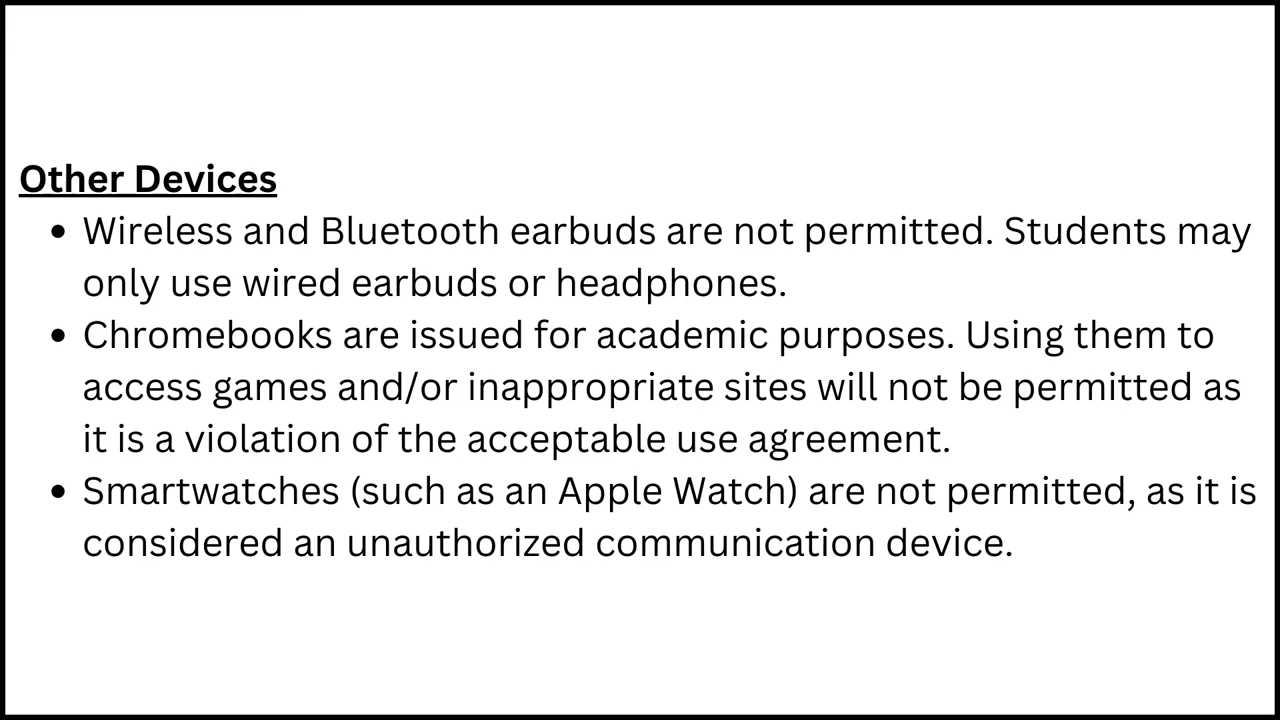 Other Devices
• Wireless and Bluetooth earbuds are not permitted. Students may
only use wired earbuds or headphones.
• Chromebooks are issued for academic purposes. Using them to
access games and/or inappropriate sites will not be permitted as
it is a violation of the acceptable use agreement.
• Smartwatches (such as an Apple Watch) are not permitted, as it is
considered an unauthorized communication device.